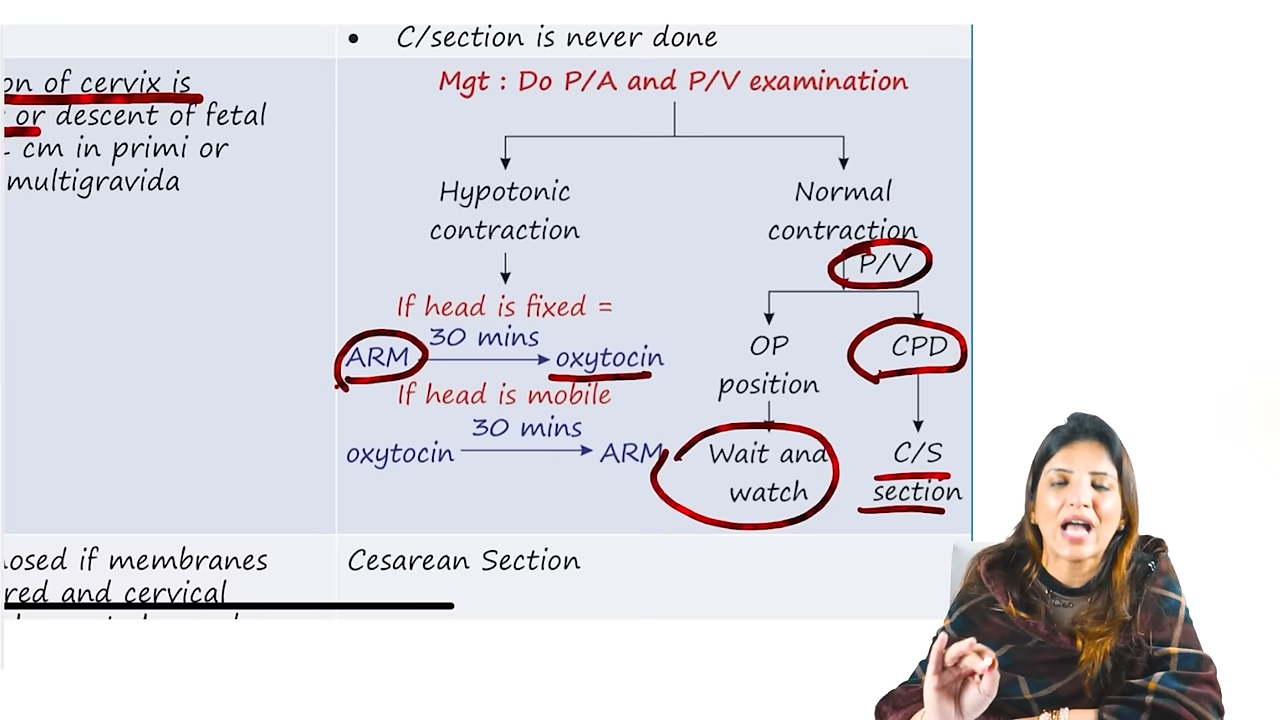 • C/section is never done
on of cervix is
or descent of fetal
cm in primi or
multigravida
Mgt : Do P/A and P/V examination
Hypotonic
contraction
Normal
contraction
P/V
If head is fixed =
30 mins
ARM oxytocin
If head is mobile
30 mins
oxytocin ARM
OP
position
CPD
Wait and
watch
C/S
section
osed if membranes
red and cervical
Cesarean Section